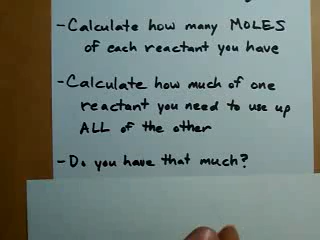 - Calculate how many MOLES
of each reactant you have
- Calculate how much of one
reactant you need to use up
ALL of the other
- Do you have that much?